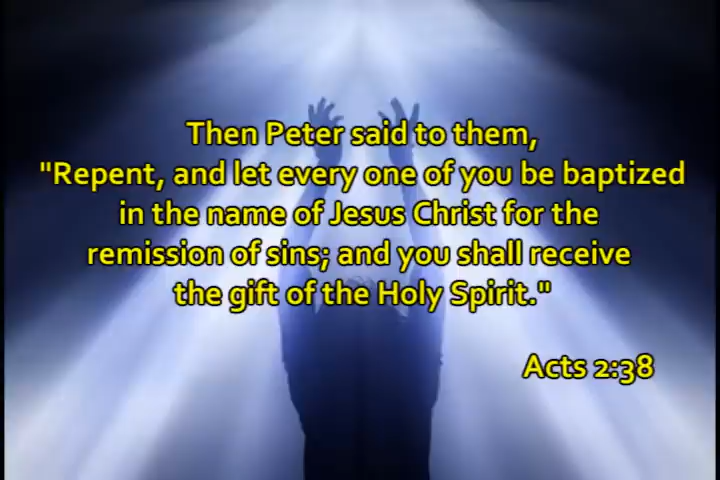 Then Peter said to them,
"Repent, and let every one of you be baptized
in the name of Jesus Christ for the
remission of sins; and you shall receive
the gift of the Holy Spirit."
Acts 2:38